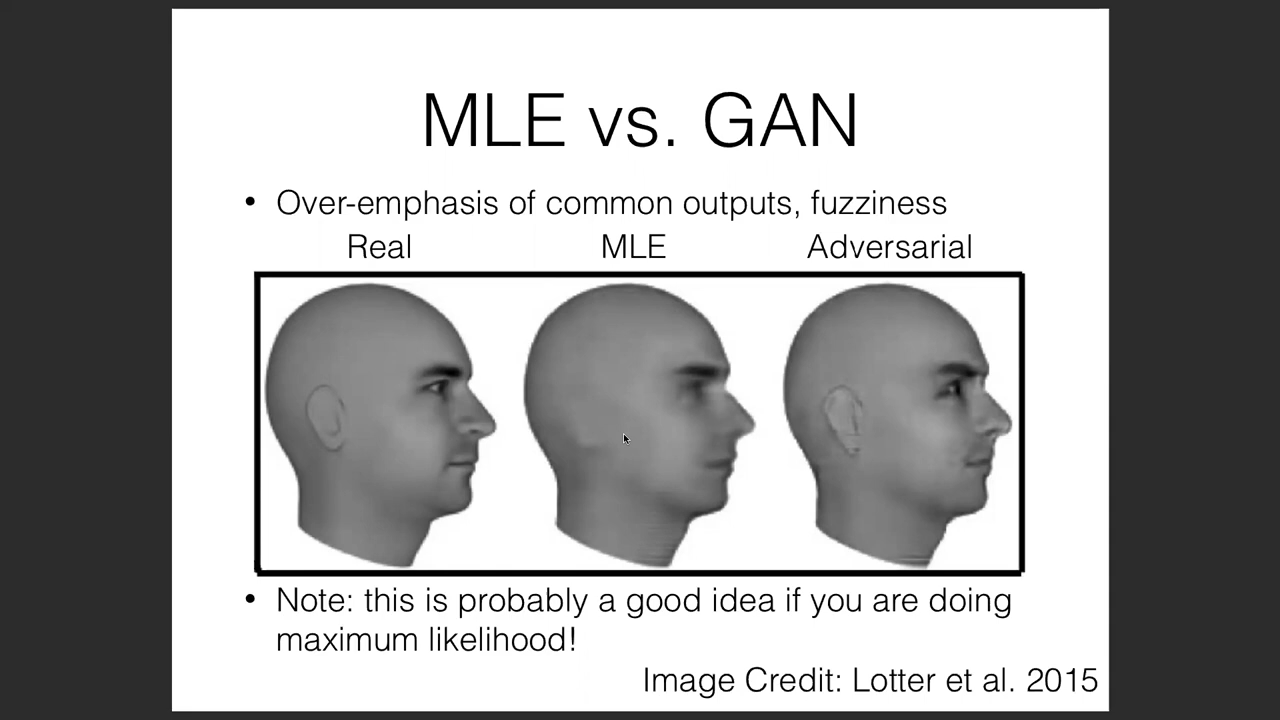 MLE vs. GAN
• Over-emphasis of common outputs, fuzziness
Real MLE Adversarial
• Note: this is probably a good idea if you are doing
maximum likelihood!
Image Credit: Lotter et al. 2015